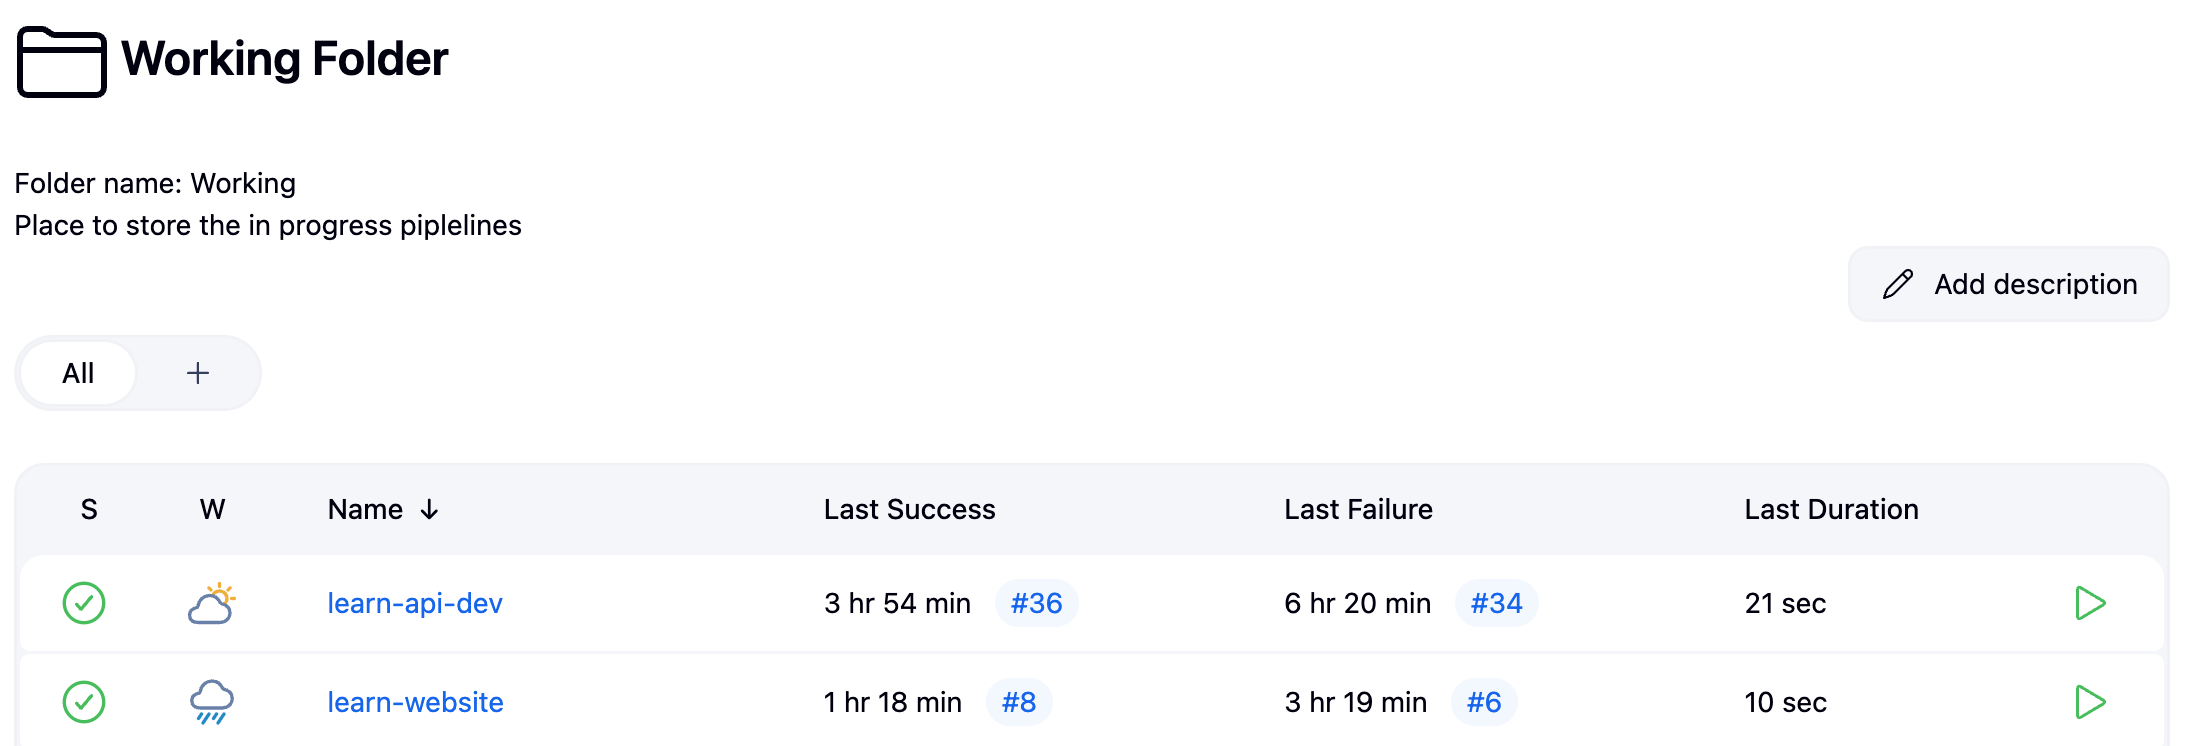 Working Folder
Folder name: Working
Place to store the in progress piplelines
Add description
All +
S W Name ↓ Last Success Last Failure Last Duration
learn-api-dev 3 hr 54 min #36 6 hr 20 min #34 21 sec
learn-website 1 hr 18 min #8 3 hr 19 min #6 10 sec